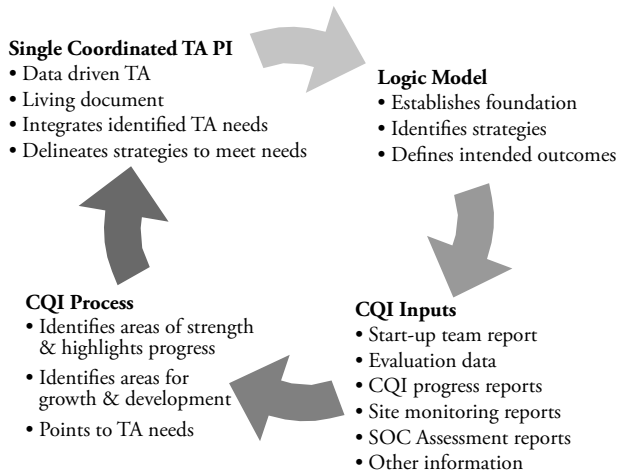 Single Coordinated TA PI
• Data driven TA
• Living document
• Integrates identified TA needs
• Delineates strategies to meet needs
Logic Model
• Establishes foundation
• Identifies strategies
• Defines intended outcomes
CQI Inputs
• Start-up team report
• Evaluation data
• CQI progress reports
• Site monitoring reports
• SOC Assessment reports
• Other information
CQI Process
• Identifies areas of strength
& highlights progress
• Identifies areas for
growth & development
• Points to TA needs